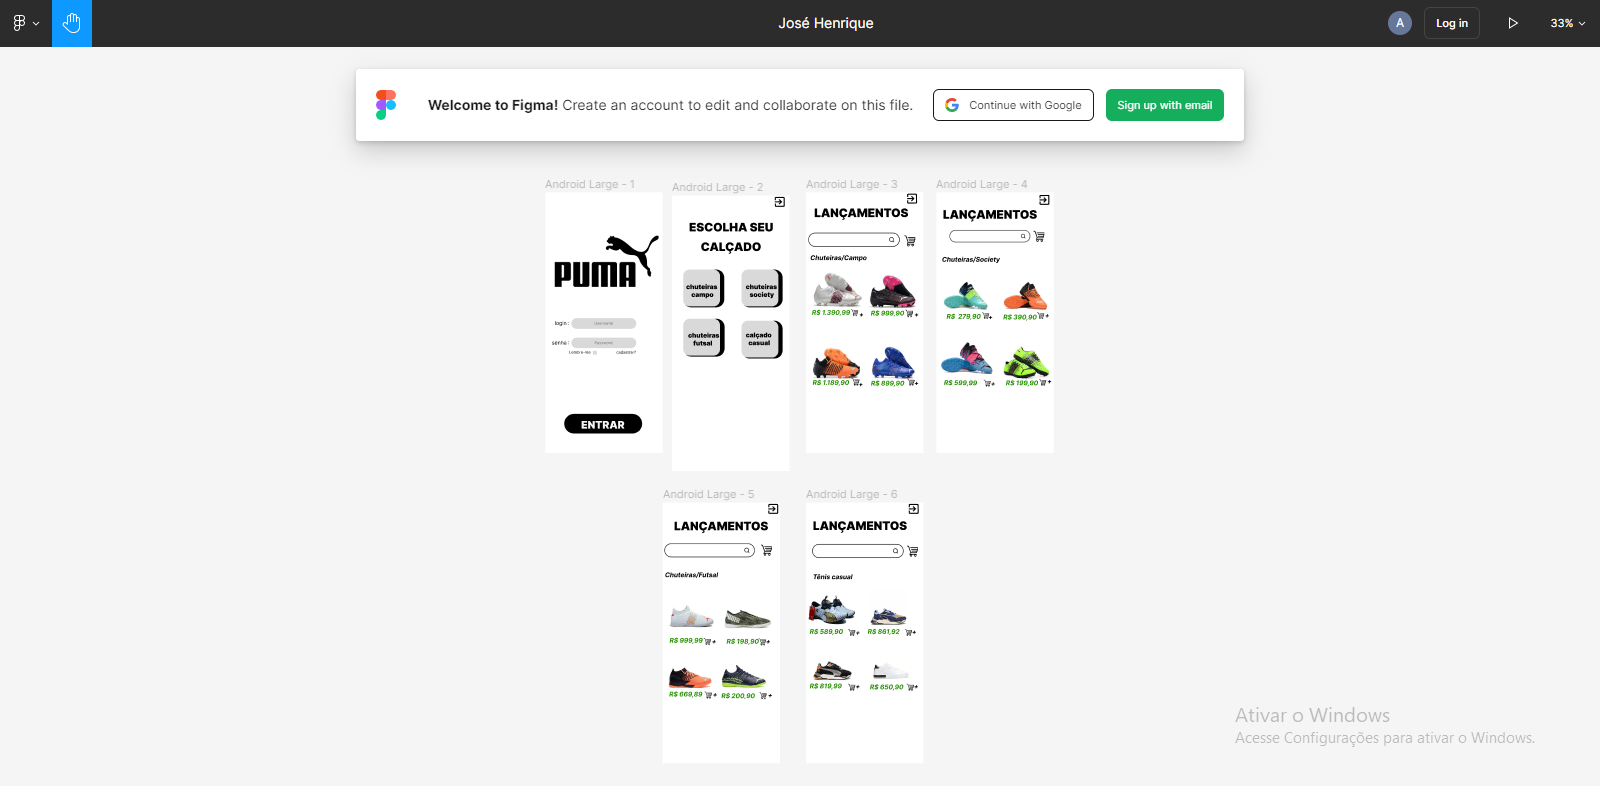 José Henrique
A
Log in
33%
Welcome to Figma! Create an account to edit and collaborate on this file.
Continue with Google
Sign up with email
Android Large - 1
PUMA
login :
Username
senha :
Password
Lembre-me
cadastrar?
ENTRAR
Android Large - 2
ESCOLHA SEU
CALÇADO
chuteiras
campo
chuteiras
society
chuteiras
futsal
calçado
casual
Android Large - 3
LANÇAMENTOS
Chuteiras/Campo
R$ 1.390,99
R$ 999,90
R$ 1.189,90
R$ 899,90
Android Large - 4
LANÇAMENTOS
Chuteiras/Society
R$ 279,90
R$ 390,90
R$ 599,99
R$ 199,90
Android Large - 5
LANÇAMENTOS
Chuteiras/Futsal
R$ 999,99
R$ 198,90
R$ 669,89
R$ 200,90
Android Large - 6
LANÇAMENTOS
Tênis casual
R$ 589,90
R$ 861,92
R$ 819,99
R$ 650,90
Ativar o Windows
Acesse Configurações para ativar o Windows.